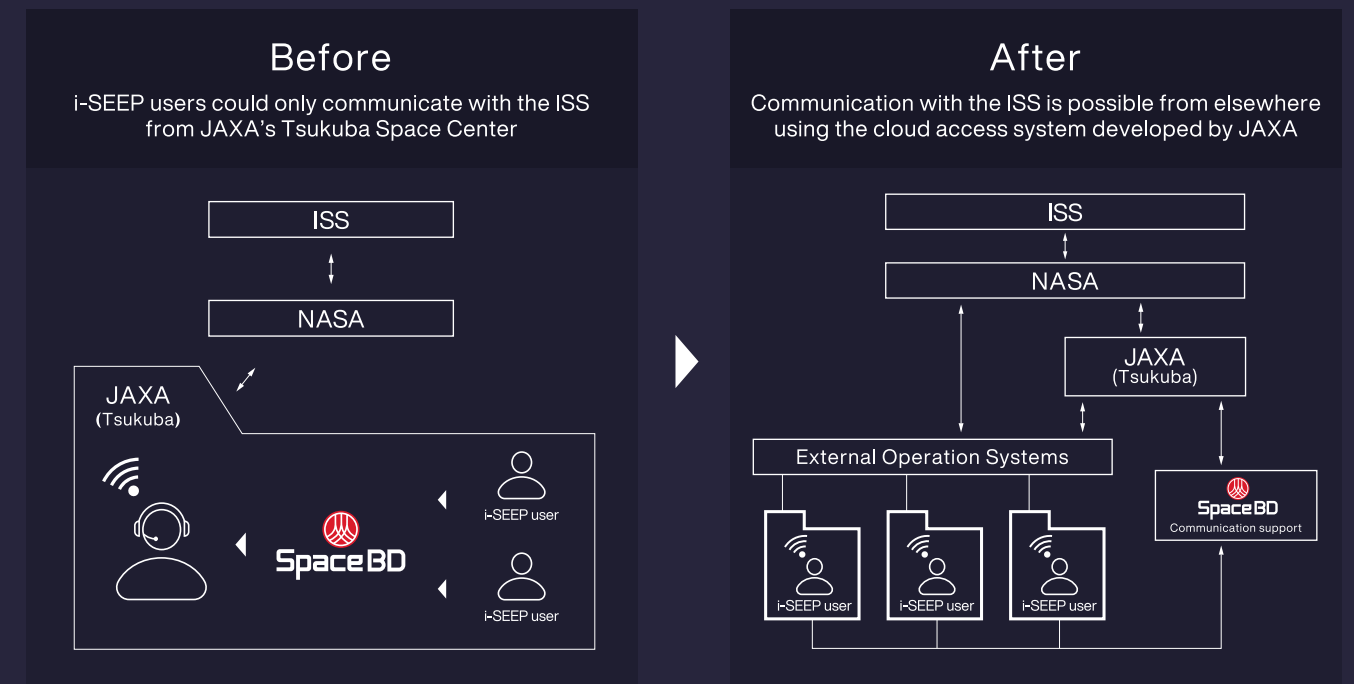 Before
i-SEEP users could only communicate with the ISS
from JAXA's Tsukuba Space Center
ISS
NASA
JAXA
(Tsukuba)
SpaceBD
i-SEEP user
i-SEEP user
After
Communication with the ISS is possible from elsewhere
using the cloud access system developed by JAXA
ISS
NASA
JAXA
(Tsukuba)
External Operation Systems
SpaceBD
Communication support
i-SEEP user
i-SEEP user
i-SEEP user